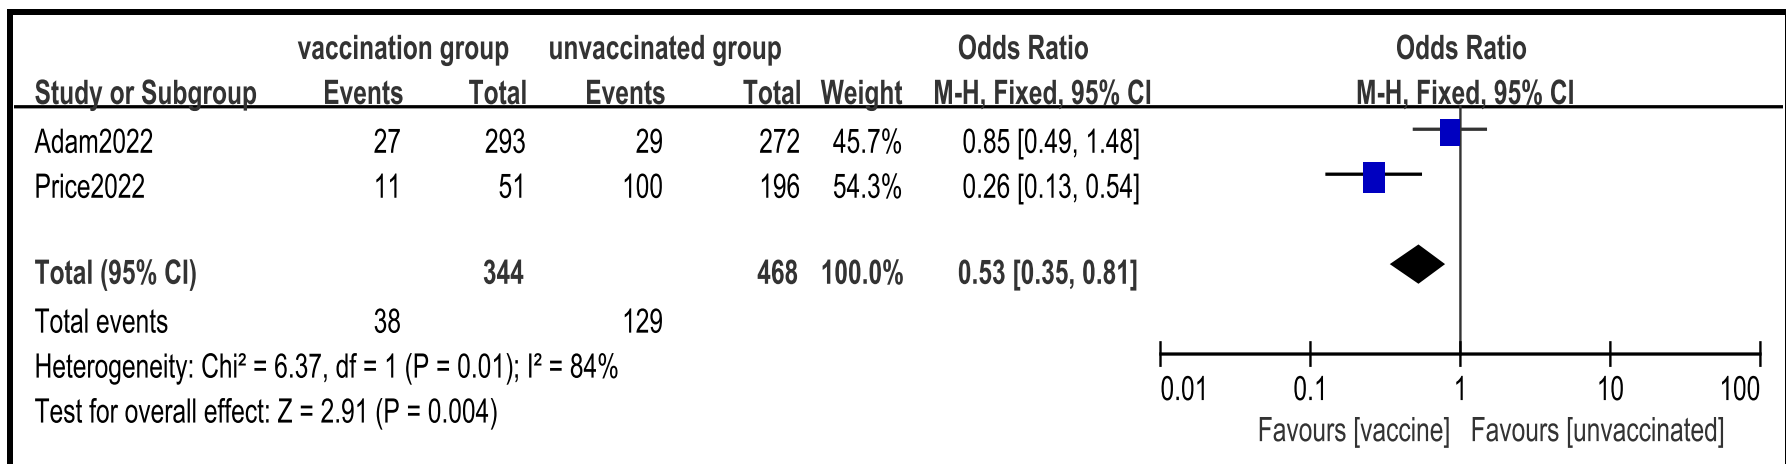 vaccination group unvaccinated group Odds Ratio Odds Ratio
Study or Subgroup Events Total Events Total Weight M-H, Fixed, 95% CI M-H, Fixed, 95% CI
Adam2022 27 293 29 272 45.7% 0.85 [0.49, 1.48]
Price2022 11 51 100 196 54.3% 0.26 [0.13, 0.54]
Total (95% CI) 344 468 100.0% 0.53 [0.35, 0.81]
Total events 38 129
Heterogeneity: Chi² = 6.37, df = 1 (P = 0.01); I² = 84%
Test for overall effect: Z = 2.91 (P = 0.004)
0.01 0.1 1 10 100
Favours [vaccine] Favours [unvaccinated]